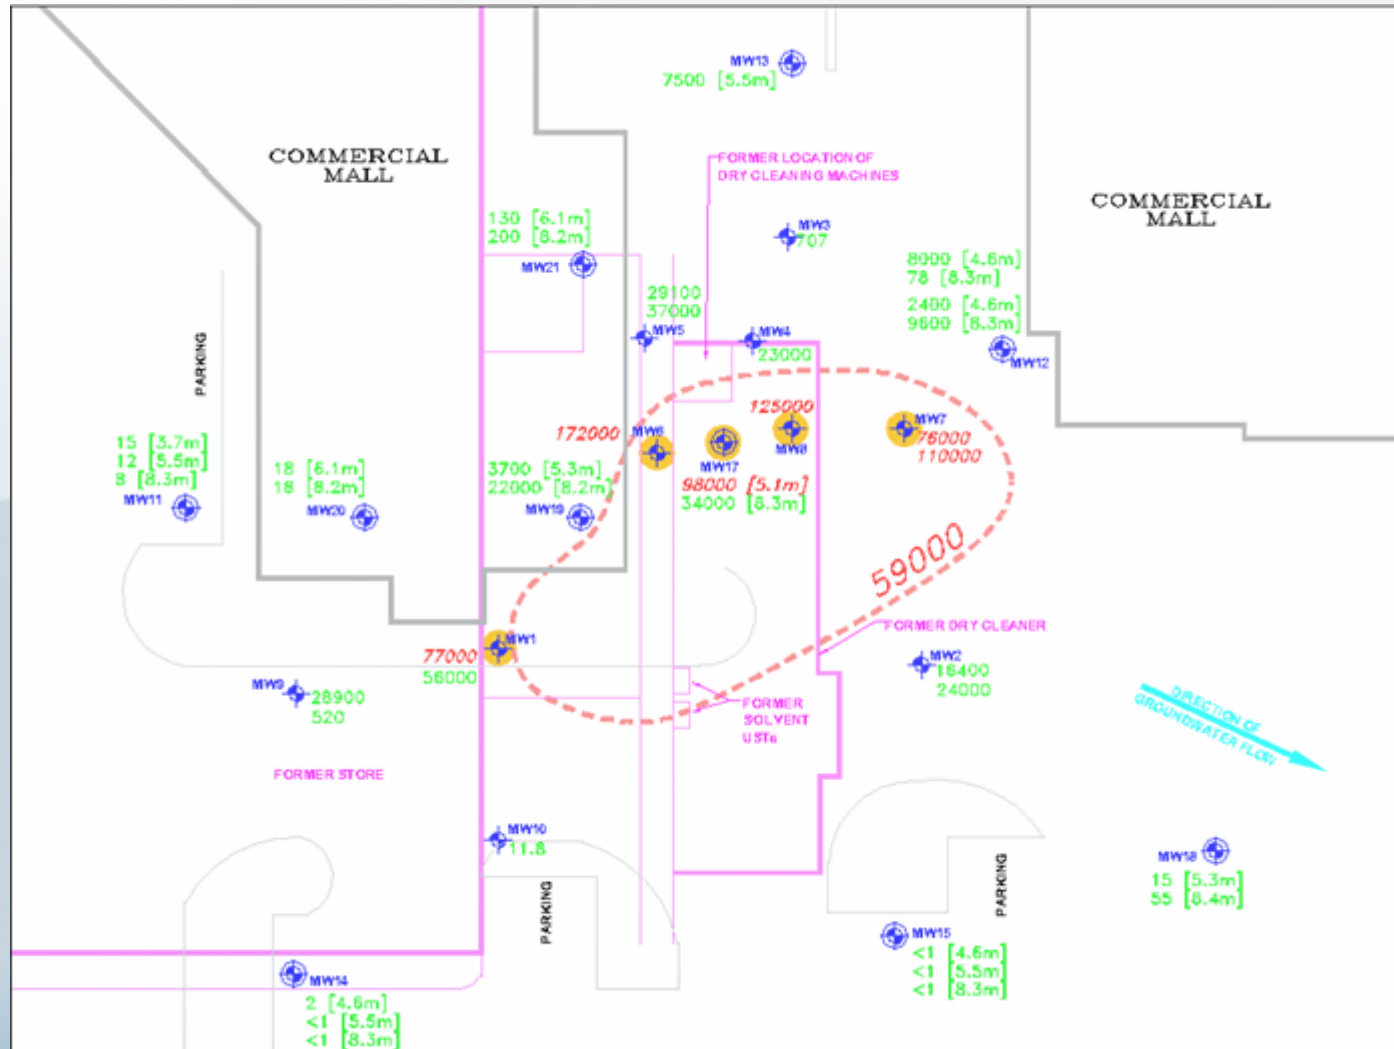 MW13
7500 [5.5m]
COMMERCIAL
MALL
FORMER LOCATION OF
DRY CLEANING MACHINES
COMMERCIAL
MALL
130 [6.1m]
200 [8.2m]
MW21
MW3
707
8000 [4.6m]
78 [8.3m]
2400 [4.6m]
9600 [8.3m]
MW12
29100
37000
MW5
MW4
23000
PARKING
172000
MW6
125000
MW8
MW7
76000
110000
MW17
98000 [5.1m]
34000 [8.3m]
15 [3.7m]
12 [5.5m]
8 [8.3m]
MW11
18 [6.1m]
18 [8.2m]
MW20
3700 [5.3m]
22000 [8.2m]
MW19
59000
MW1
77000
56000
FORMER DRY CLEANER
MW2
16400
24000
MW9
28900
520
FORMER
SOLVENT
USTs
DIRECTION OF
GROUNDWATER FLOW
FORMER STORE
MW10
11.8
PARKING
PARKING
MW18
15 [5.3m]
55 [8.4m]
MW15
<1 [4.6m]
<1 [5.5m]
<1 [8.3m]
MW14
2 [4.6m]
<1 [5.5m]
<1 [8.3m]